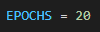 EPOCHS = 20